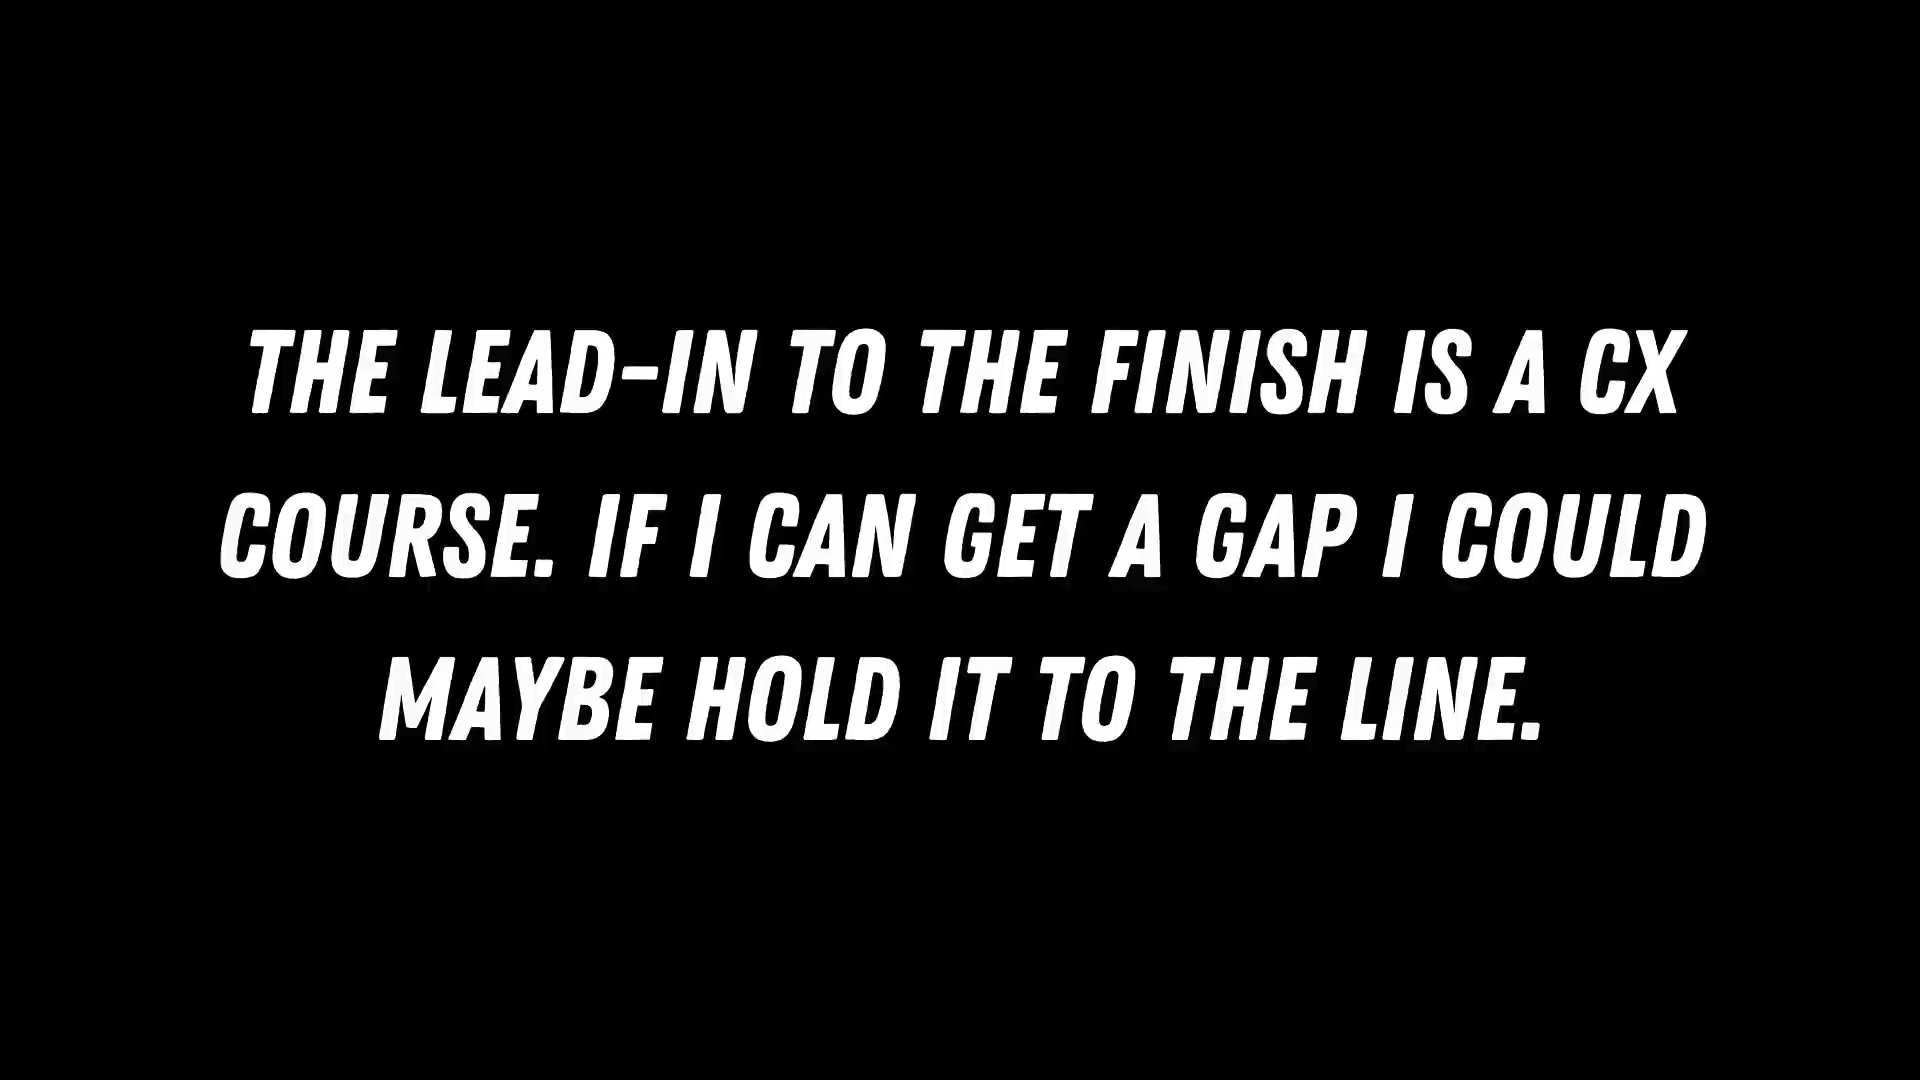 THE LEAD-IN TO THE FINISH IS A CX
COURSE. IF I CAN GET A GAP I COULD
MAYBE HOLD IT TO THE LINE.